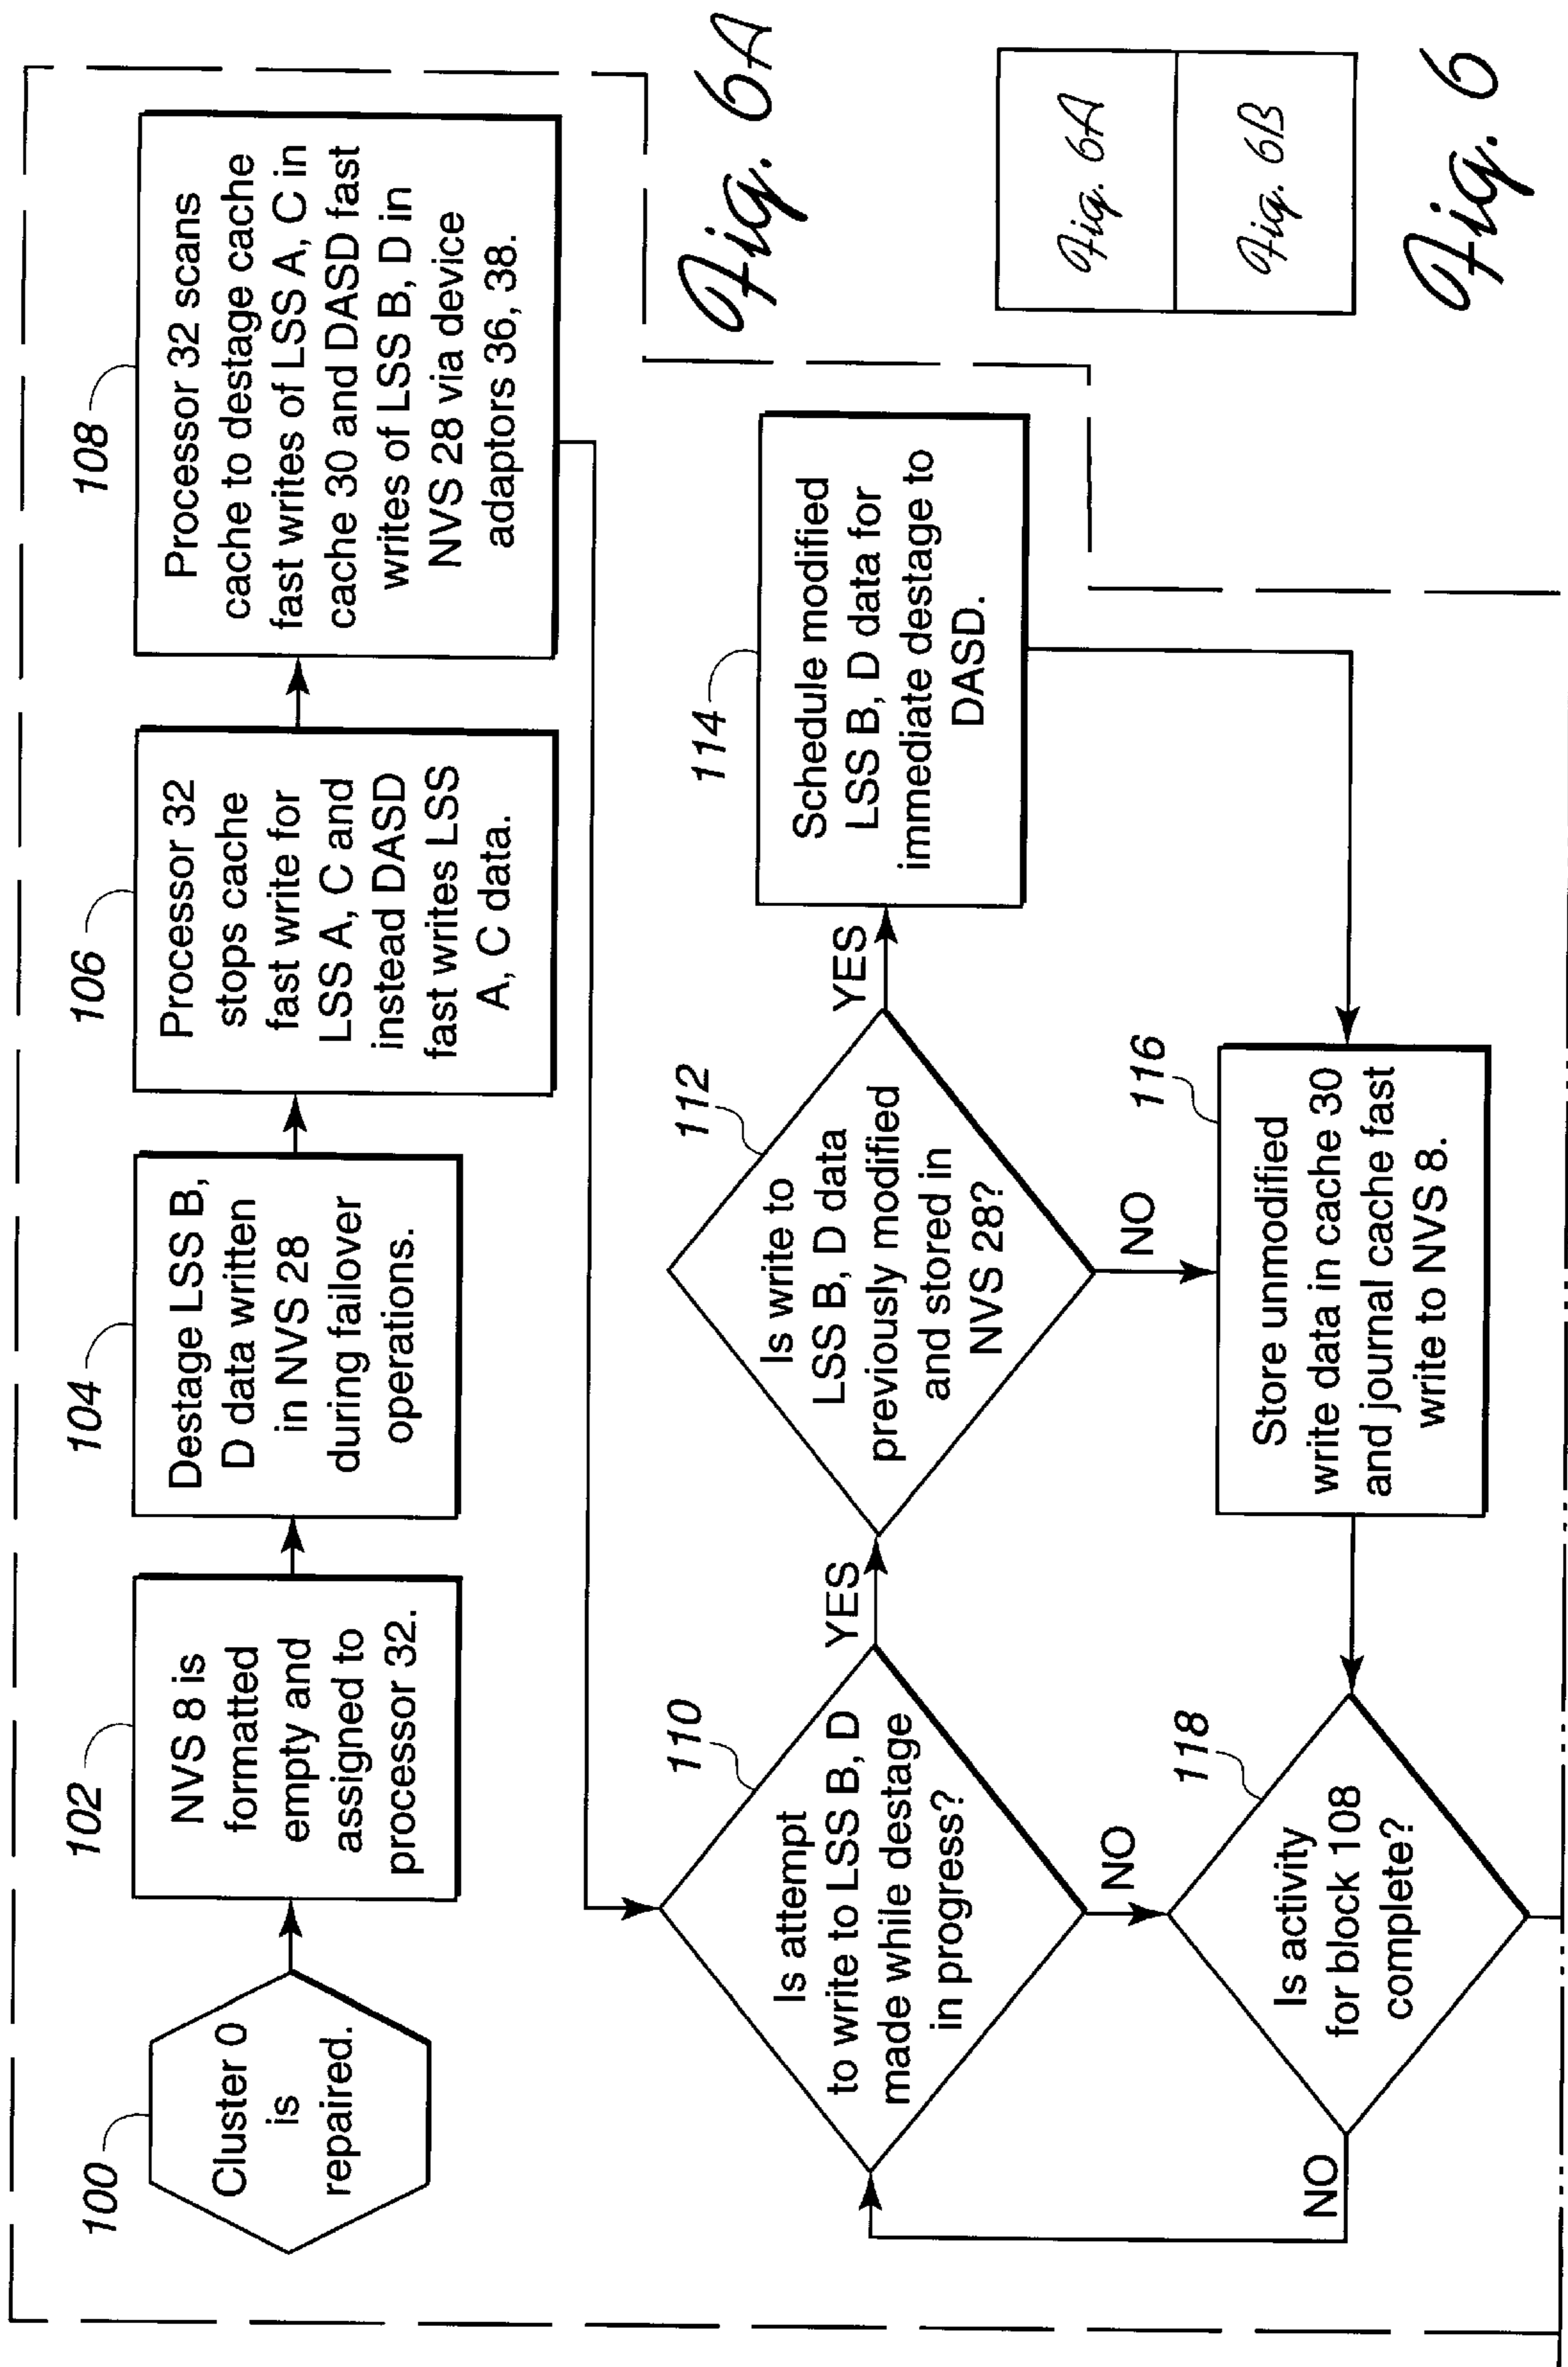 100
Cluster 0
is
repaired.
102
NVS 8 is
formatted
empty and
assigned to
processor 32.
104
Destage LSS B,
D data written
in NVS 28
during failover
operations.
106
Processor 32
stops cache
fast write for
LSS A, C and
instead DASD
fast writes LSS
A, C data.
108
Processor 32 scans
cache to destage cache
fast writes of LSS A, C in
cache 30 and DASD fast
writes of LSS B, D in
NVS 28 via device
adaptors 36, 38.
110
Is attempt
to write to LSS B, D
made while destage
in progress?
YES
NO
112
Is write to
LSS B, D data
previously modified
and stored in
NVS 28?
YES
NO
114
Schedule modified
LSS B, D data for
immediate destage to
DASD.
116
Store unmodified
write data in cache 30
and journal cache fast
write to NVS 8.
118
Is activity
for block 108
complete?
NO
Fig. 6A
Fig. 6A
Fig. 6B
Fig. 6